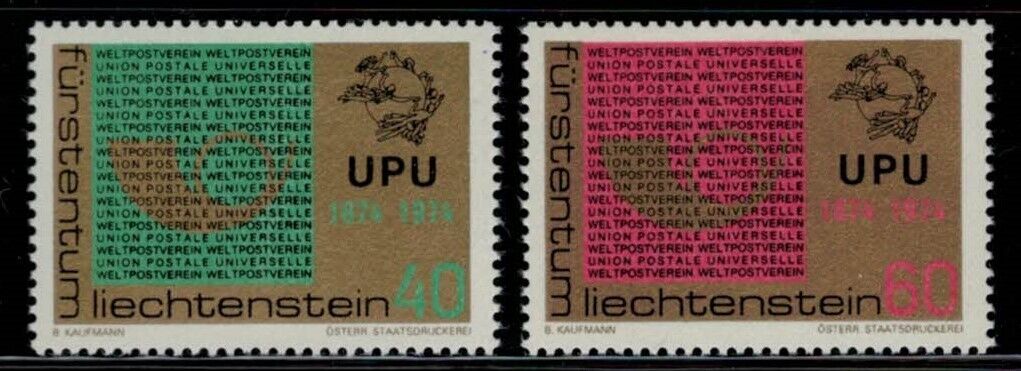 fürstentum
WELTPOSTVEREIN WELTPOSTVEREIN
UNION POSTALE UNIVERSELLE
WELTPOSTVEREIN WELTPOSTVEREIN
UNION POSTALE UNIVERSELLE
WELTPOSTVEREIN WELTPOSTVEREIN
UNION POSTALE UNIVERSELLE
WELTPOSTVEREIN WELTPOSTVEREIN
UNION POSTALE UNIVERSELLE
WELTPOSTVEREIN WELTPOSTVEREIN
UNION POSTALE UNIVERSELLE
WELTPOSTVEREIN WELTPOSTVEREIN
UNION POSTALE UNIVERSELLE
WELTPOSTVEREIN WELTPOSTVEREIN
UNION POSTALE UNIVERSELLE
WELTPOSTVEREIN WELTPOSTVEREIN
UNION POSTALE UNIVERSELLE
WELTPOSTVEREIN WELTPOSTVEREIN
UNION POSTALE UNIVERSELLE
WELTPOSTVEREIN WELTPOSTVEREIN
UPU
1874 1974
liechtenstein 40
B. KAUFMANN ÖSTERR. STAATSDRUCKEREI
fürstentum
WELTPOSTVEREIN WELTPOSTVEREIN
UNION POSTALE UNIVERSELLE
WELTPOSTVEREIN WELTPOSTVEREIN
UNION POSTALE UNIVERSELLE
WELTPOSTVEREIN WELTPOSTVEREIN
UNION POSTALE UNIVERSELLE
WELTPOSTVEREIN WELTPOSTVEREIN
UNION POSTALE UNIVERSELLE
WELTPOSTVEREIN WELTPOSTVEREIN
UNION POSTALE UNIVERSELLE
WELTPOSTVEREIN WELTPOSTVEREIN
UNION POSTALE UNIVERSELLE
WELTPOSTVEREIN WELTPOSTVEREIN
UNION POSTALE UNIVERSELLE
WELTPOSTVEREIN WELTPOSTVEREIN
UNION POSTALE UNIVERSELLE
WELTPOSTVEREIN WELTPOSTVEREIN
UNION POSTALE UNIVERSELLE
WELTPOSTVEREIN WELTPOSTVEREIN
UPU
1874 1974
liechtenstein 60
B. KAUFMANN ÖSTERR. STAATSDRUCKEREI